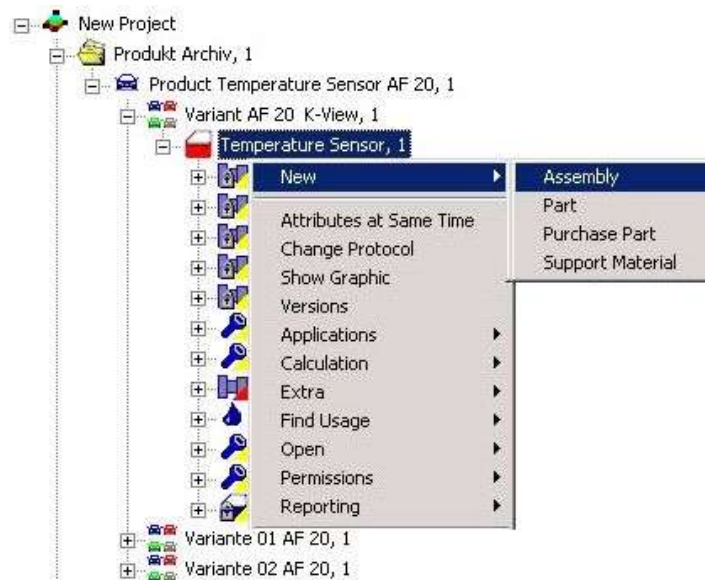 New Project
Produkt Archiv, 1
Product Temperature Sensor AF 20, 1
Variant AF 20 K-View, 1
Temperature Sensor, 1
New
Attributes at Same Time
Change Protocol
Show Graphic
Versions
Applications
Calculation
Extra
Find Usage
Open
Permissions
Reporting
Assembly
Part
Purchase Part
Support Material
Variante 01 AF 20, 1
Variante 02 AF 20, 1